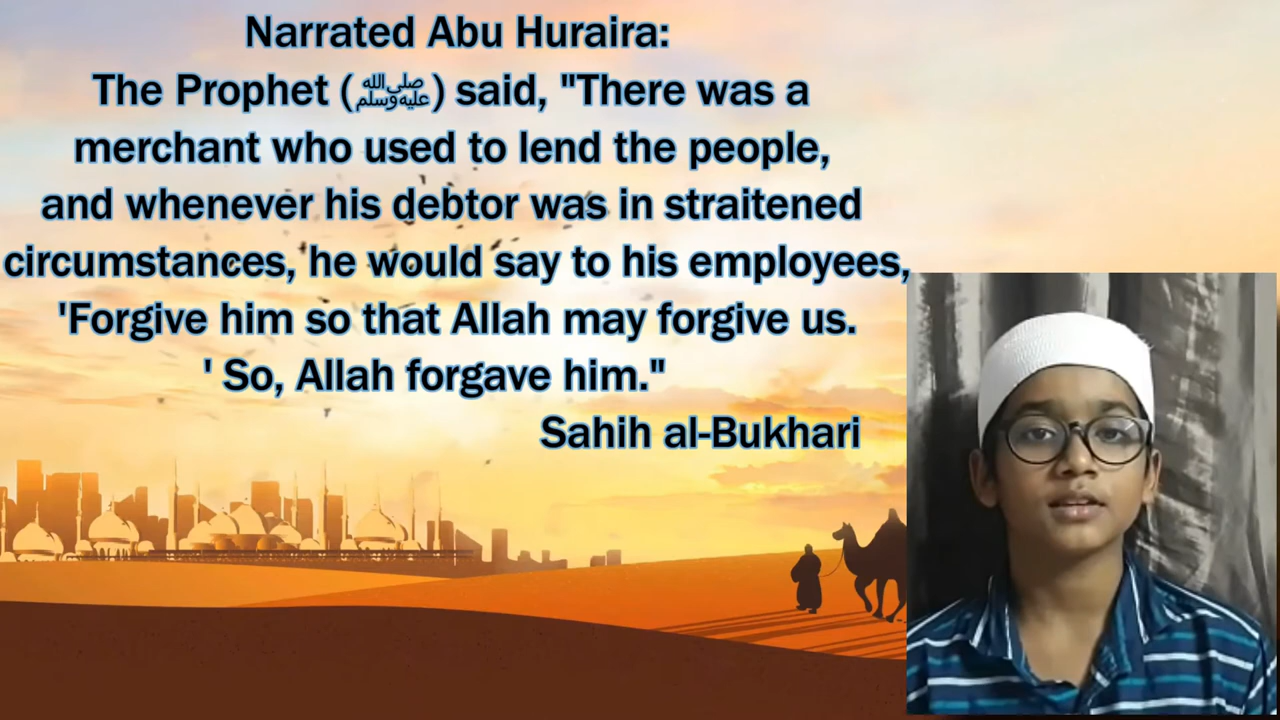 Narrated Abu Huraira:
The Prophet (ﷺ) said, "There was a
merchant who used to lend the people,
and whenever his debtor was in straitened
circumstances, he would say to his employees,
'Forgive him so that Allah may forgive us.
' So, Allah forgave him."
Sahih al-Bukhari